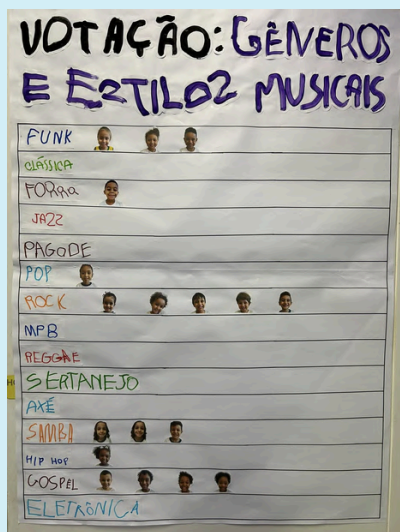 VOTAÇÃO: GÊNEROS
E EZTILOZ MUSICAIS
FUNK
CLÁSSICA
FORRó
JAZZ
PAGODE
POP
ROCK
MPB
REGGAE
SERTANEJO
AXÉ
SAMBA
HIP HOP
GOSPEL
ELETRÔNICA